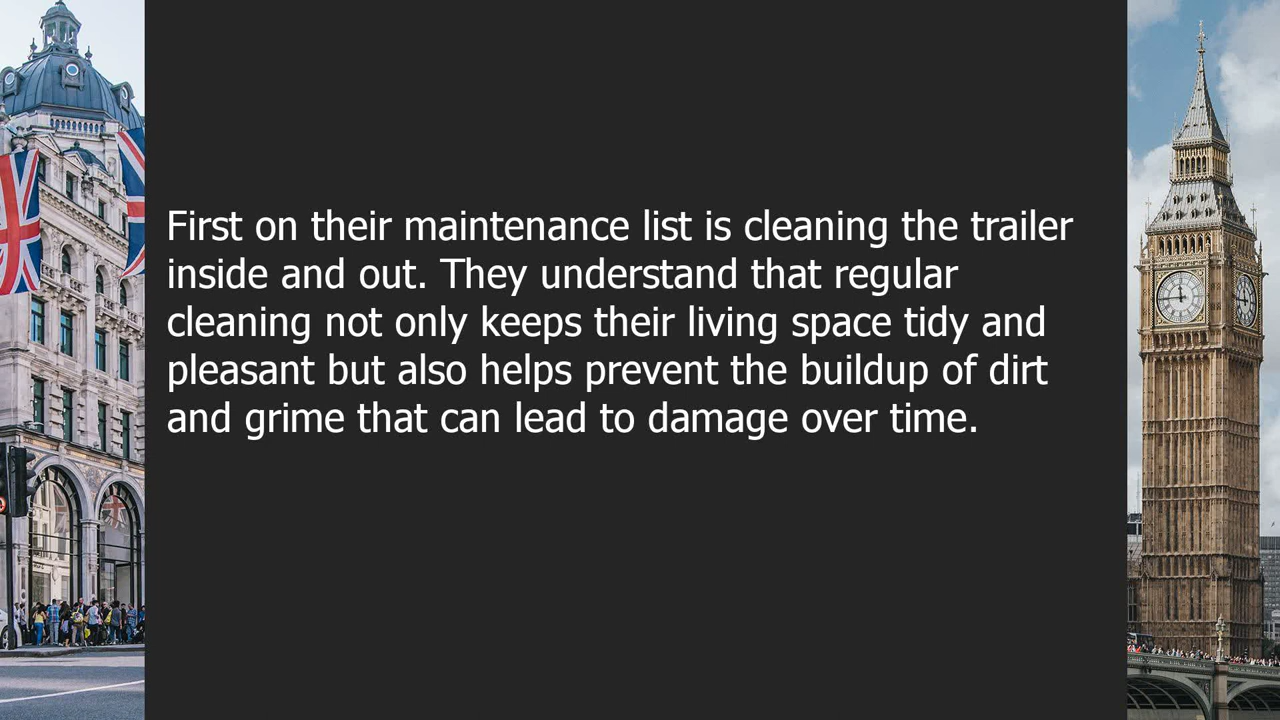 First on their maintenance list is cleaning the trailer
inside and out. They understand that regular
cleaning not only keeps their living space tidy and
pleasant but also helps prevent the buildup of dirt
and grime that can lead to damage over time.